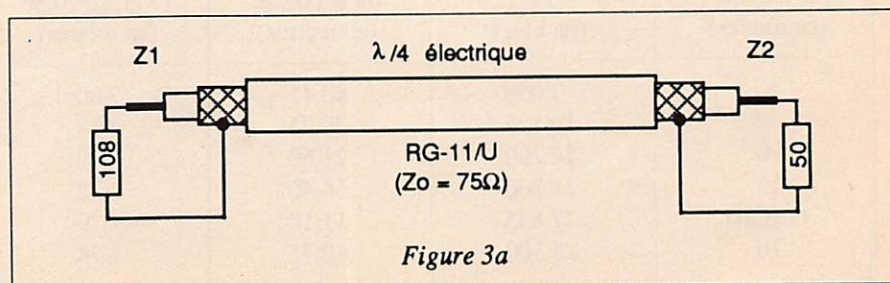 Z1
λ/4 électrique
Z2
108
RG-11/U
(Zo = 75Ω)
50
Figure 3a